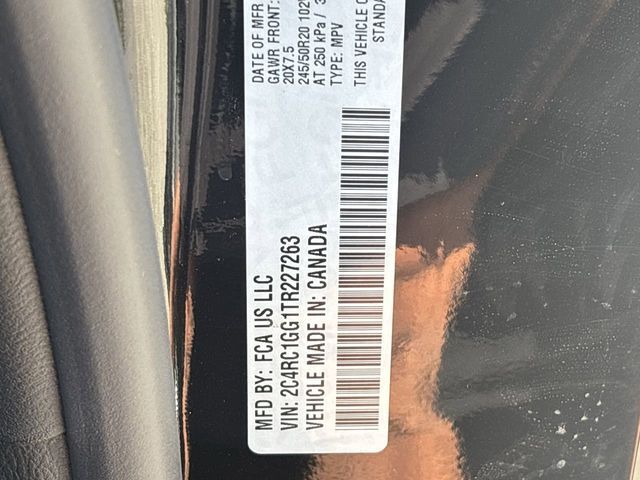 MFD BY: FCA US LLC
DATE OF MFR
GAWR FRONT:
20X7.5
245/50R20 102
AT 250 kPa / 3
TYPE: MPV
THIS VEHICLE
STANDA
VIN: 2C4RC1GG1TR227263
VEHICLE MADE IN: CANADA